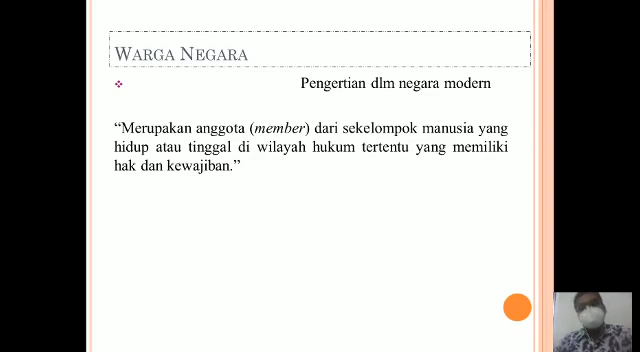 WARGA NEGARA
Pengertian dlm negara modern
“Merupakan anggota (member) dari sekelompok manusia yang
hidup atau tinggal di wilayah hukum tertentu yang memiliki
hak dan kewajiban.”